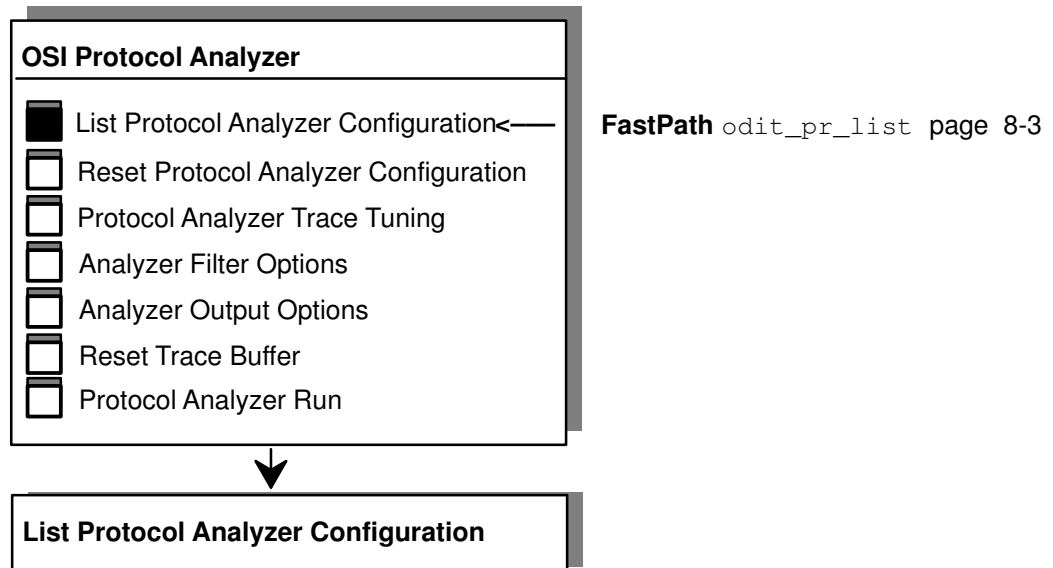 OSI Protocol Analyzer
List Protocol Analyzer Configuration<—— FastPath odit_pr_list page 8-3
Reset Protocol Analyzer Configuration
Protocol Analyzer Trace Tuning
Analyzer Filter Options
Analyzer Output Options
Reset Trace Buffer
Protocol Analyzer Run
List Protocol Analyzer Configuration